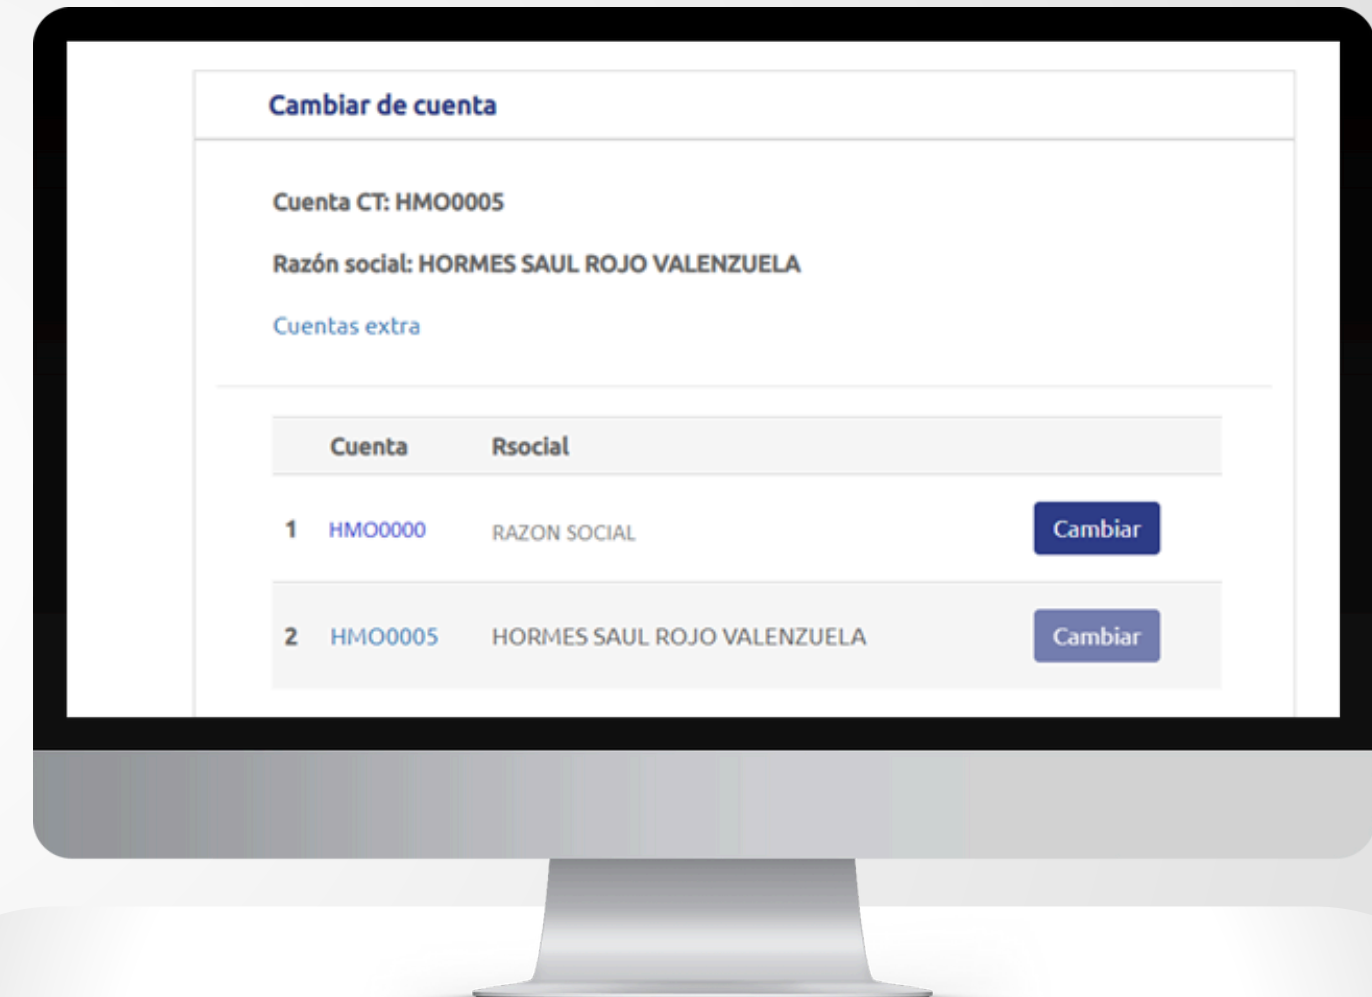 Cambiar de cuenta
Cuenta CT: HMO0005
Razón social: HORMES SAUL ROJO VALENZUELA
Cuentas extra
Cuenta Rsocial
1 HMO0000 RAZON SOCIAL Cambiar
2 HMO0005 HORMES SAUL ROJO VALENZUELA Cambiar